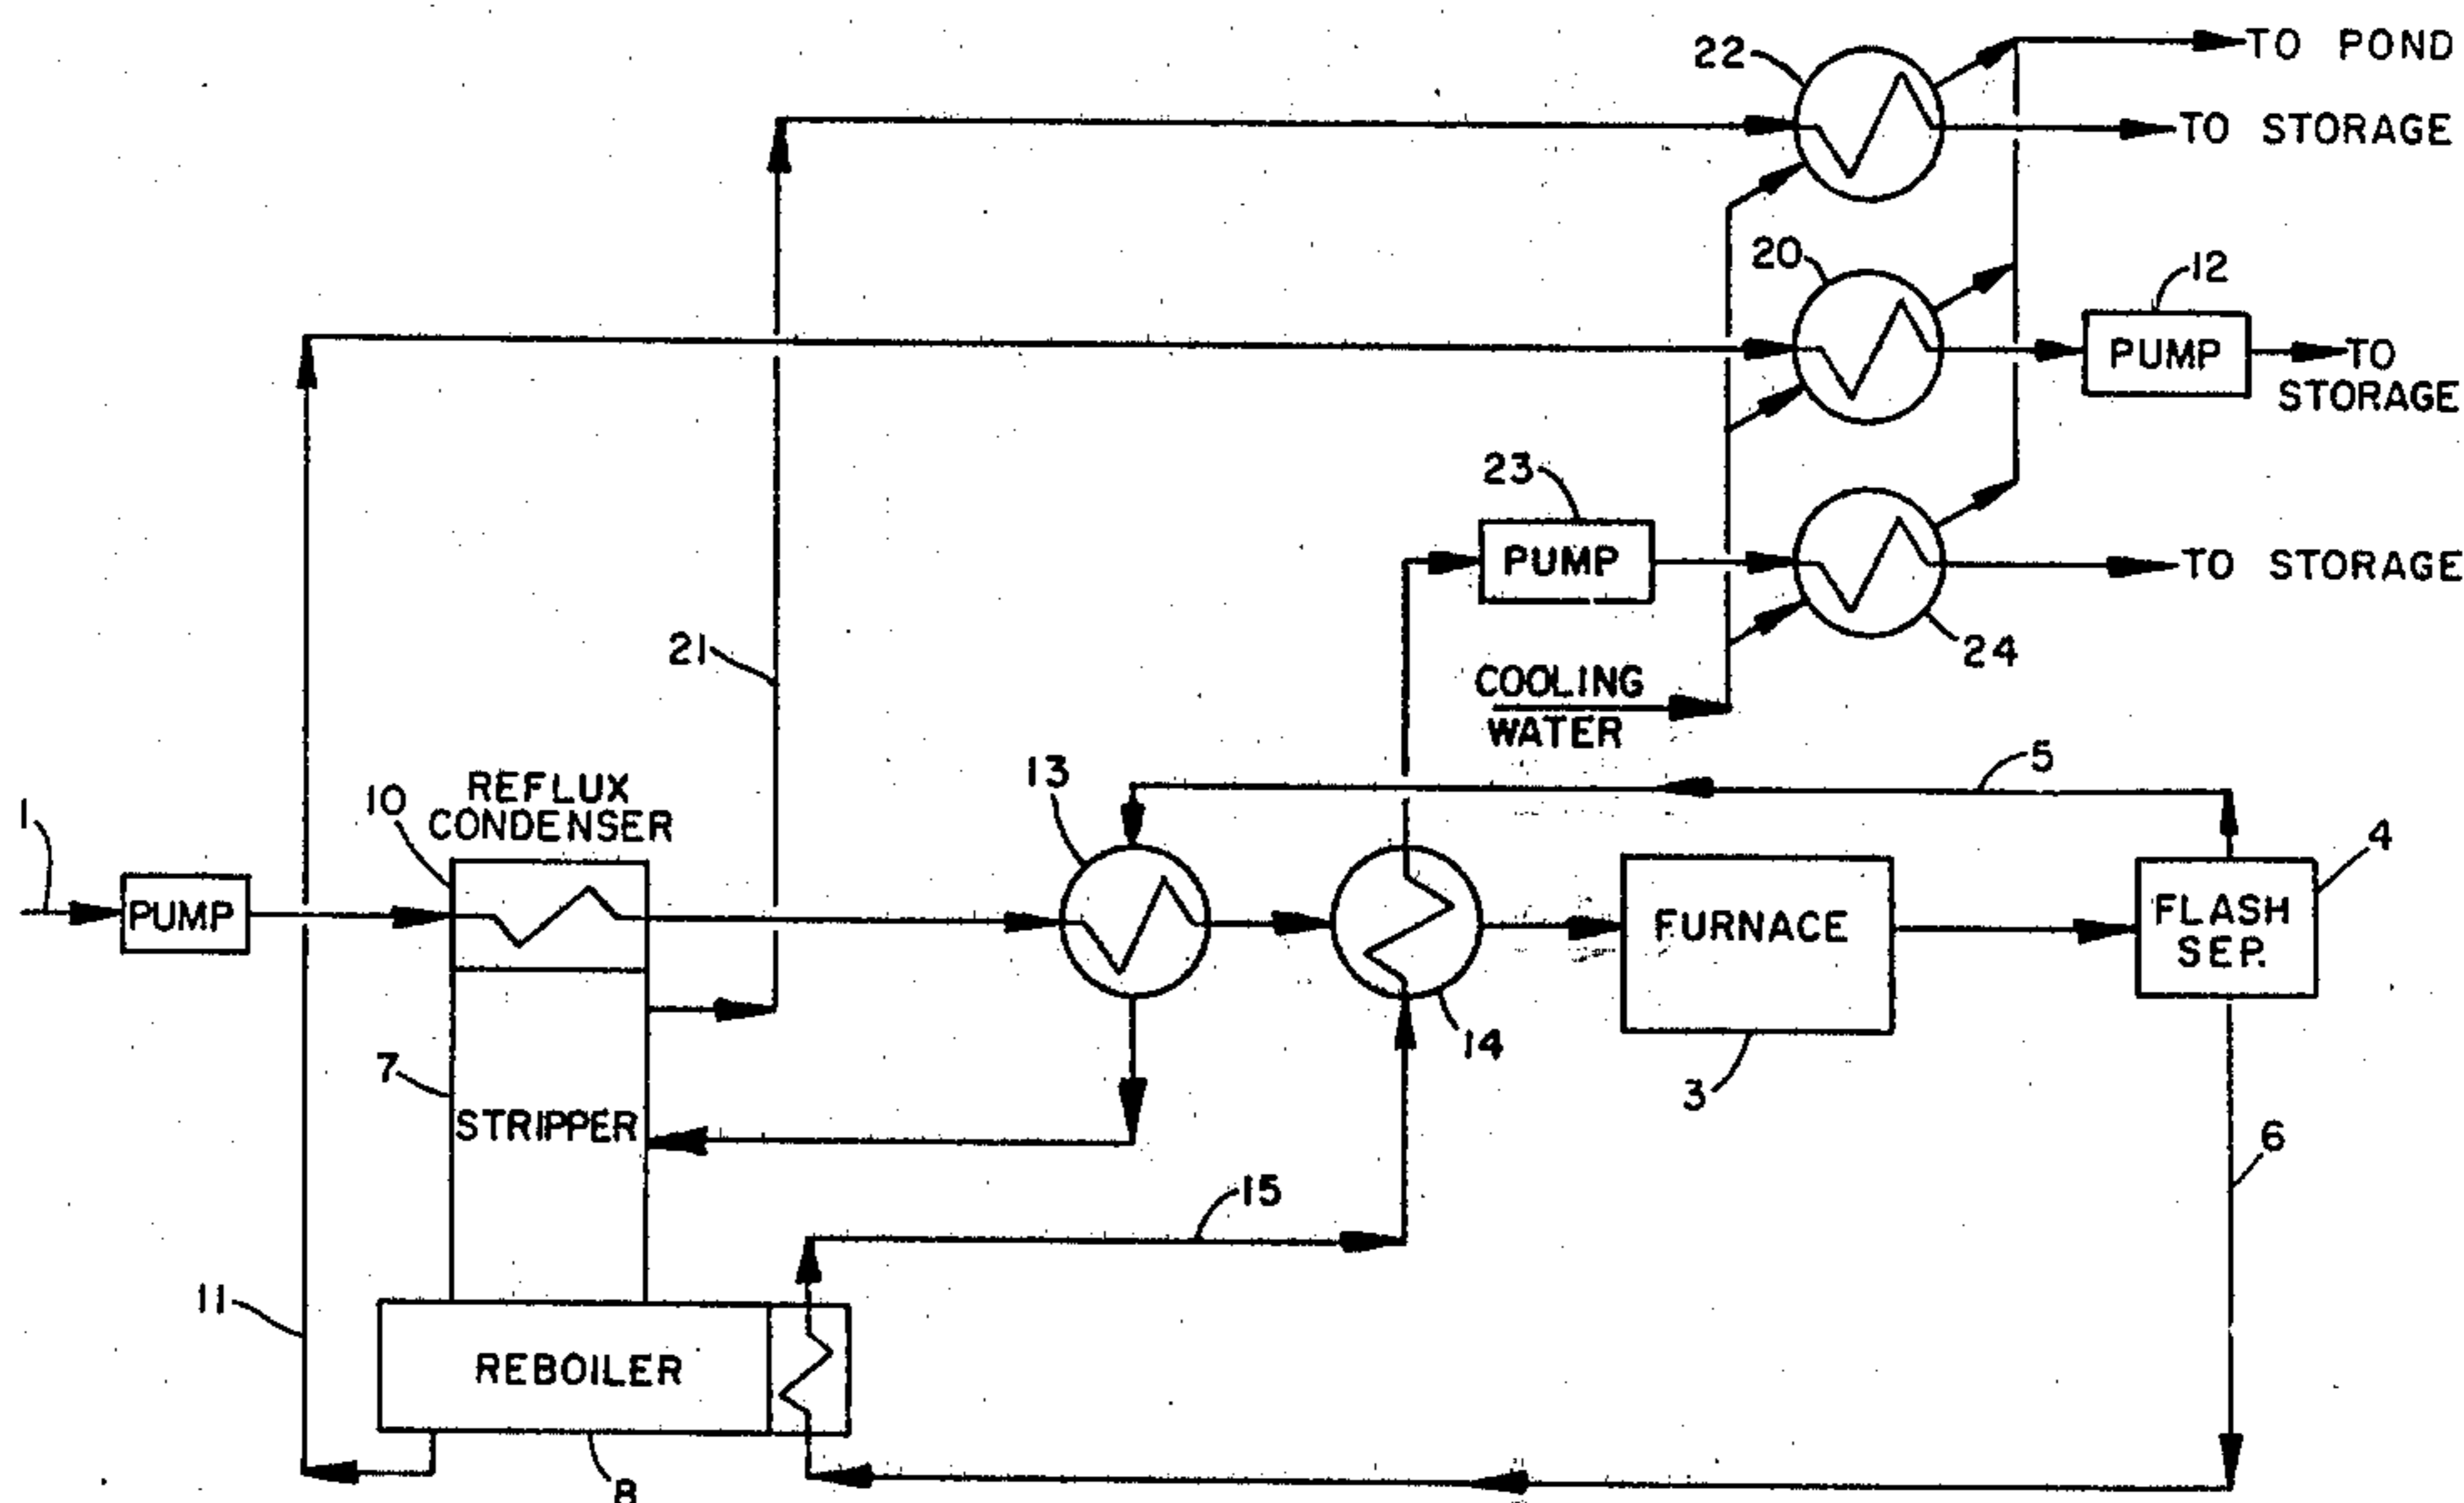 22
TO POND
TO STORAGE
20
12
PUMP
TO
STORAGE
23
PUMP
TO STORAGE
24
21
COOLING
WATER
5
13
REFLUX
CONDENSER
10
1
PUMP
4
FURNACE
FLASH
SEP.
14
3
7
STRIPPER
6
15
11
REBOILER
8